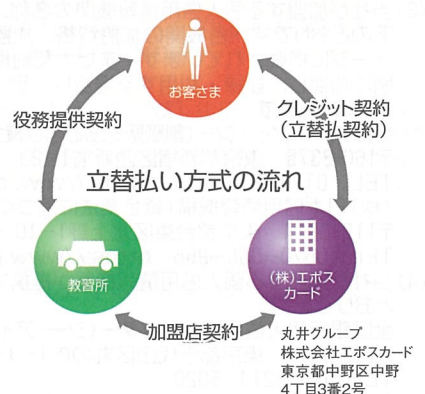 お客さま
役務提供契約
クレジット契約
（立替払契約）
立替払い方式の流れ
教習所
（株）エポス
カード
加盟店契約
丸井グループ
株式会社エポスカード
東京都中野区中野
4丁目3番2号